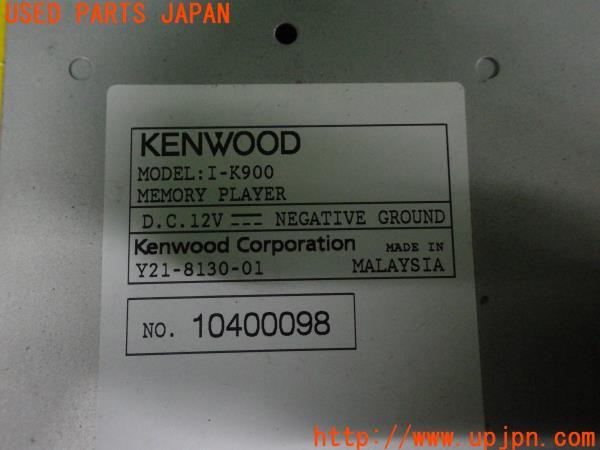 USED PARTS JAPAN
KENWOOD
MODEL:I-K900
MEMORY PLAYER
D.C.12V NEGATIVE GROUND
Kenwood Corporation MADE IN
Y21-8130-01 MALAYSIA
NO. 10400098
http://www.upjpn.com/